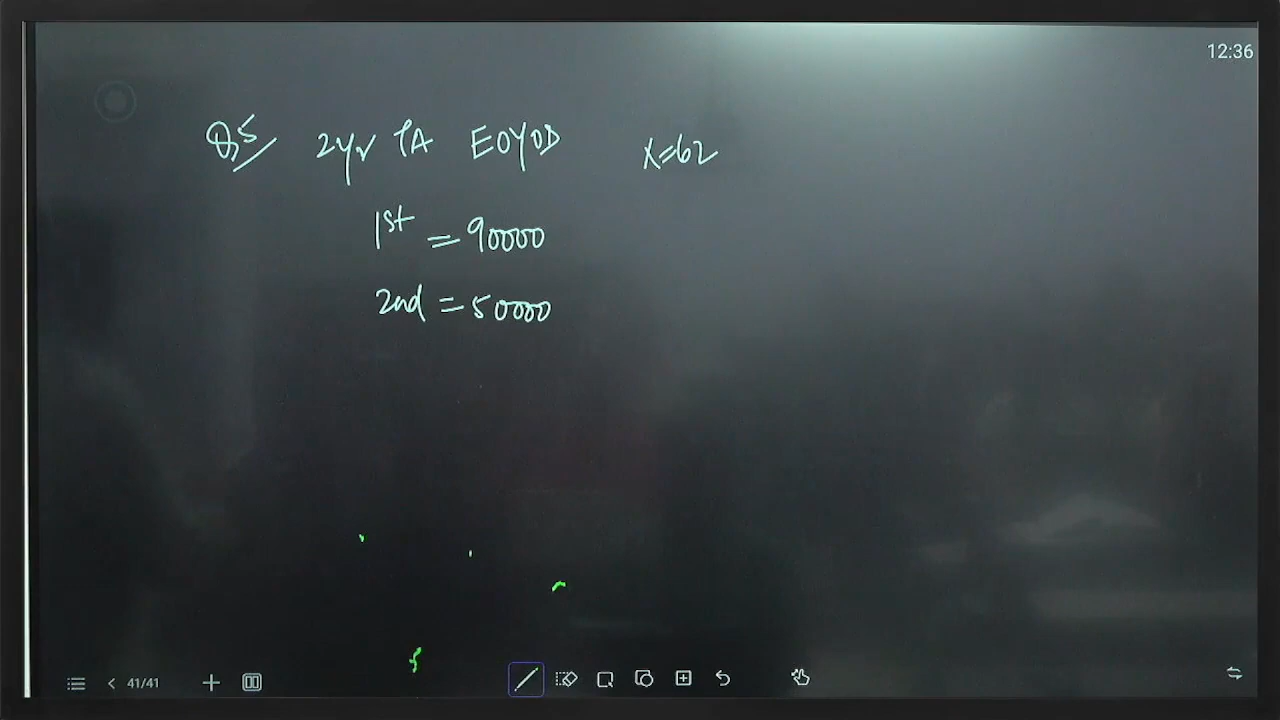 12:36
Q5 2yr TA EOYOD x=62
1st = 90000
2nd = 50000
41/41